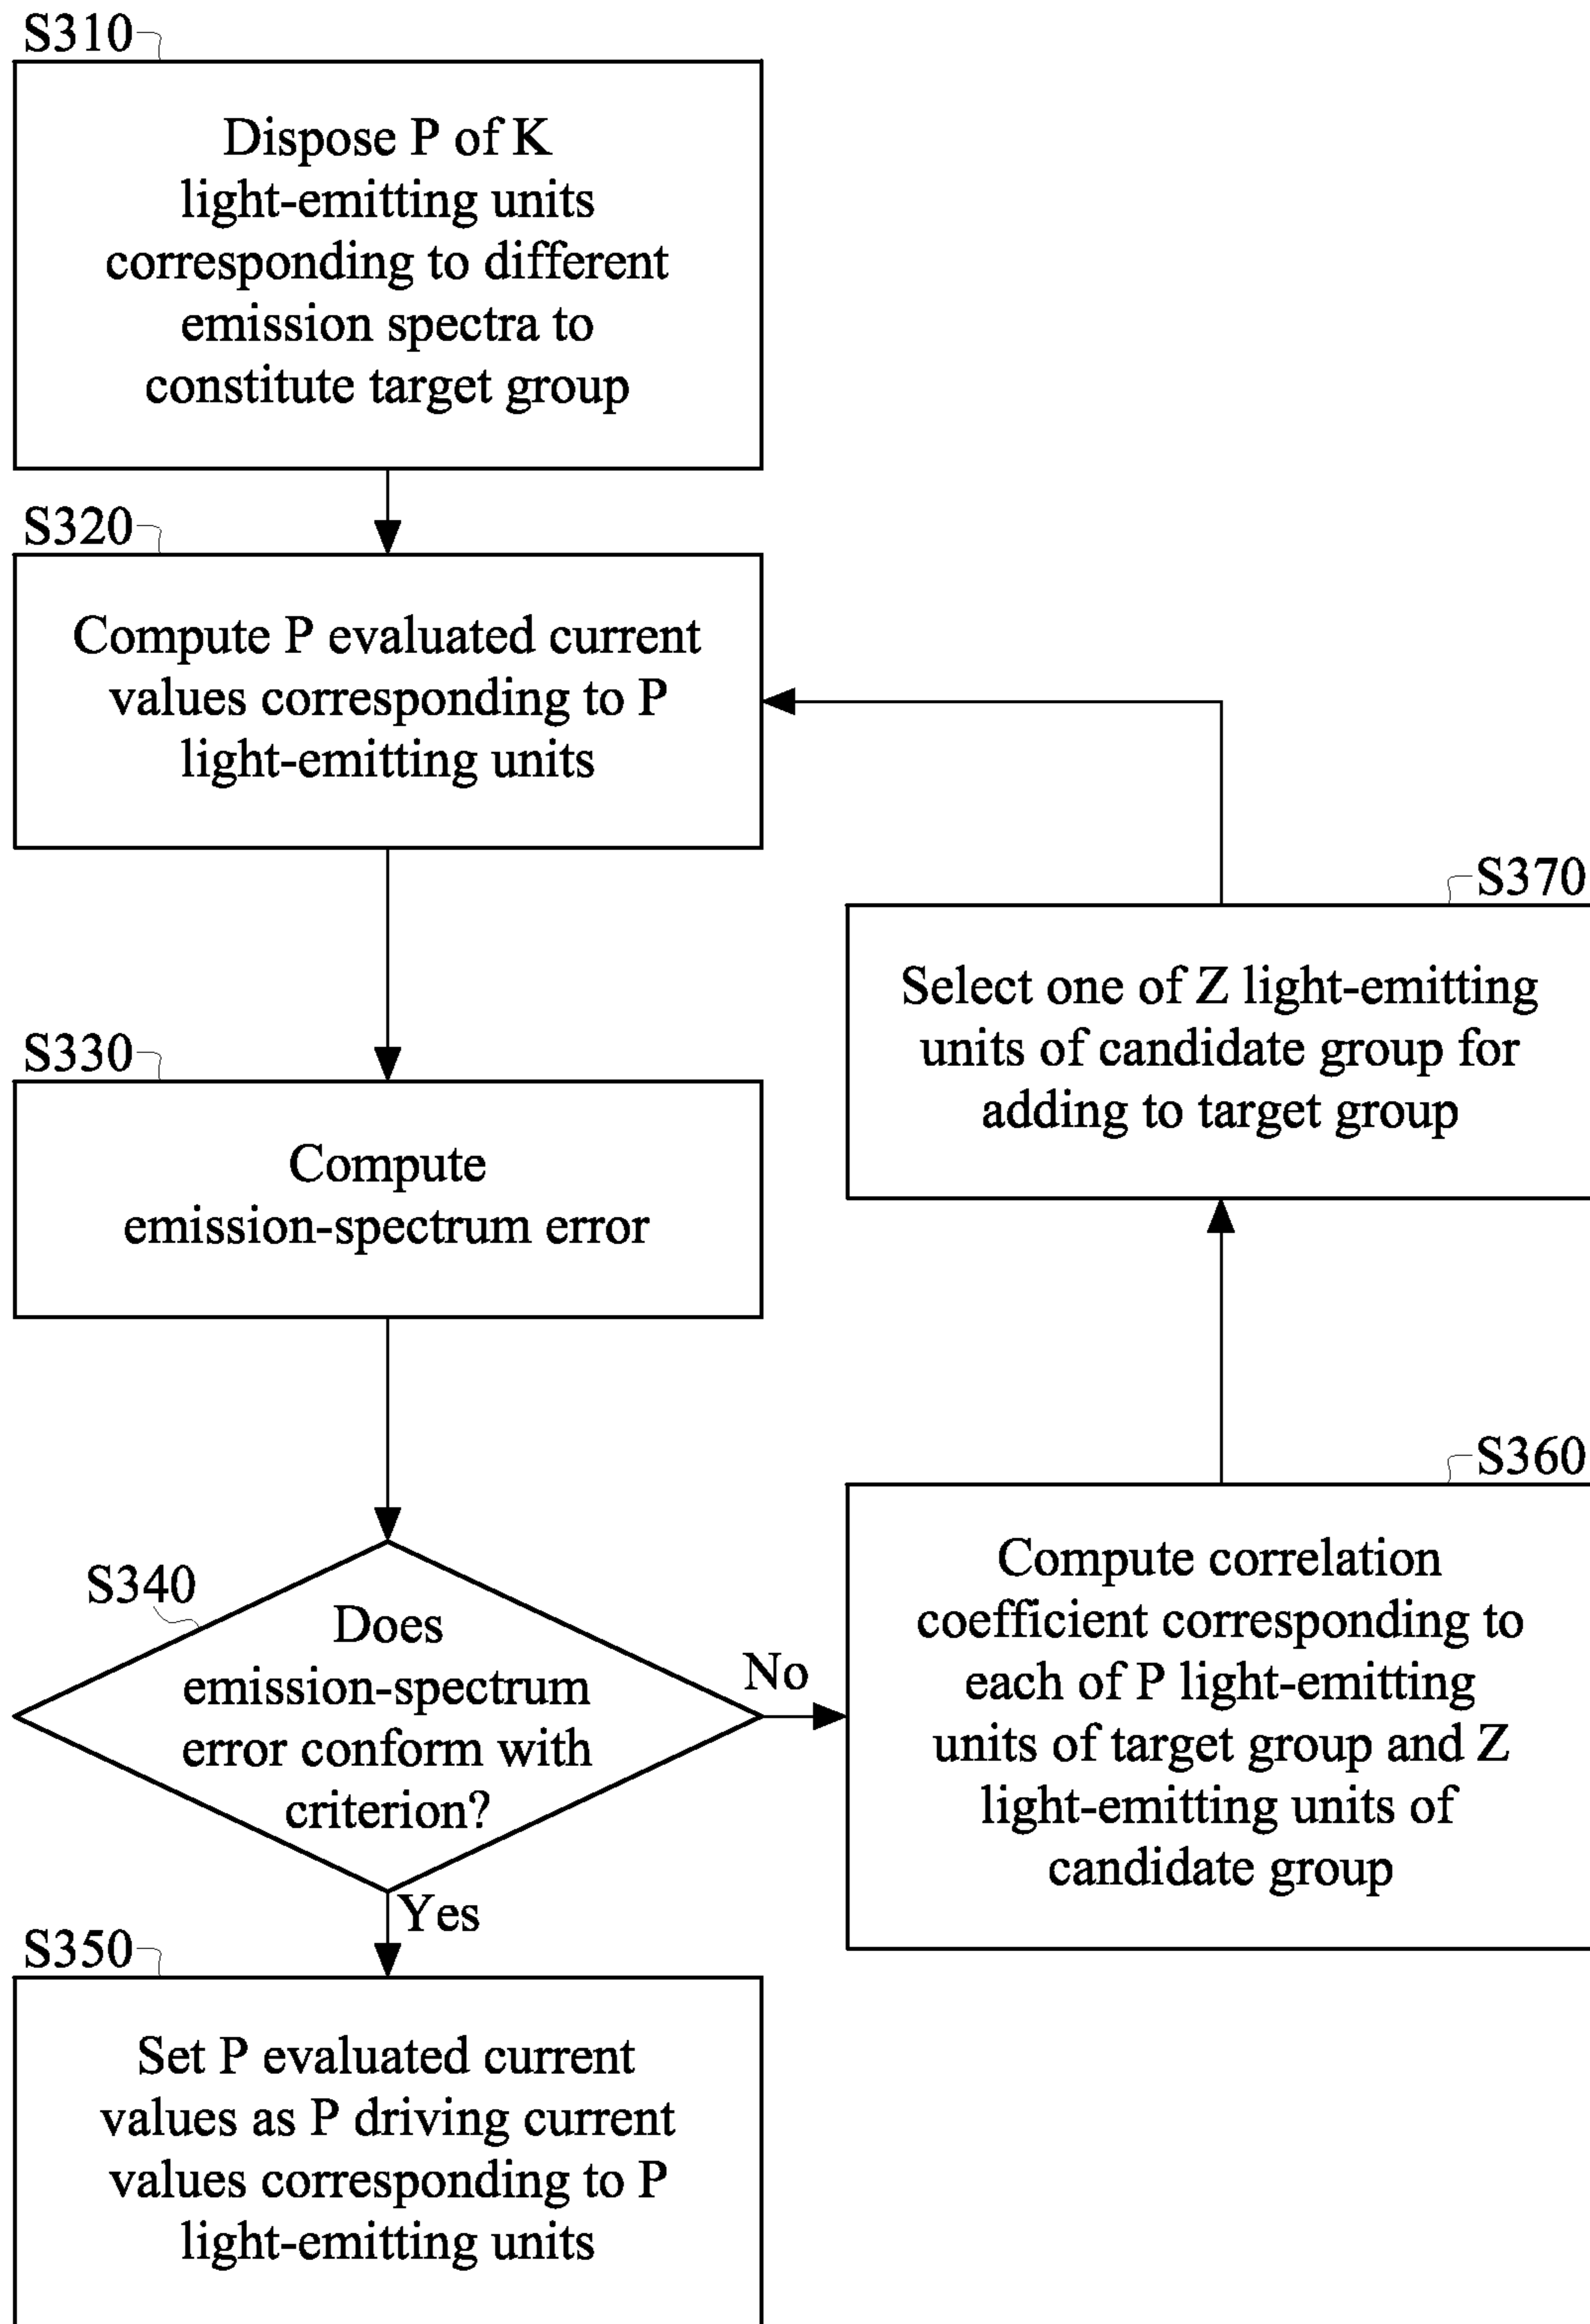 S310
Dispose P of K
light-emitting units
corresponding to different
emission spectra to
constitute target group
S320
Compute P evaluated current
values corresponding to P
light-emitting units
S330
Compute
emission-spectrum error
S340
Does
emission-spectrum
error conform with
criterion?
No
Yes
S350
Set P evaluated current
values as P driving current
values corresponding to P
light-emitting units
S360
Compute correlation
coefficient corresponding to
each of P light-emitting
units of target group and Z
light-emitting units of
candidate group
S370
Select one of Z light-emitting
units of candidate group for
adding to target group